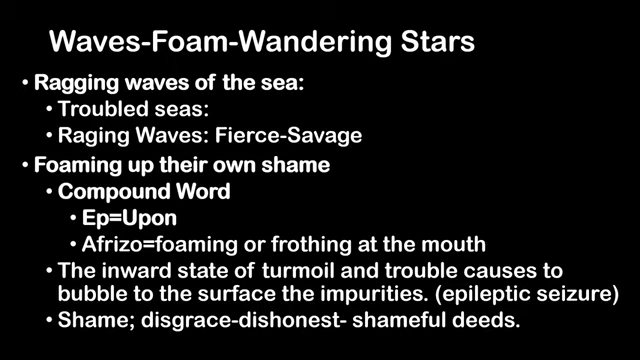 Waves-Foam-Wandering Stars
• Ragging waves of the sea:
• Troubled seas:
• Raging Waves: Fierce-Savage
• Foaming up their own shame
• Compound Word
• Ep=Upon
• Afrizo=foaming or frothing at the mouth
• The inward state of turmoil and trouble causes to
bubble to the surface the impurities. (epileptic seizure)
• Shame; disgrace-dishonest- shameful deeds.